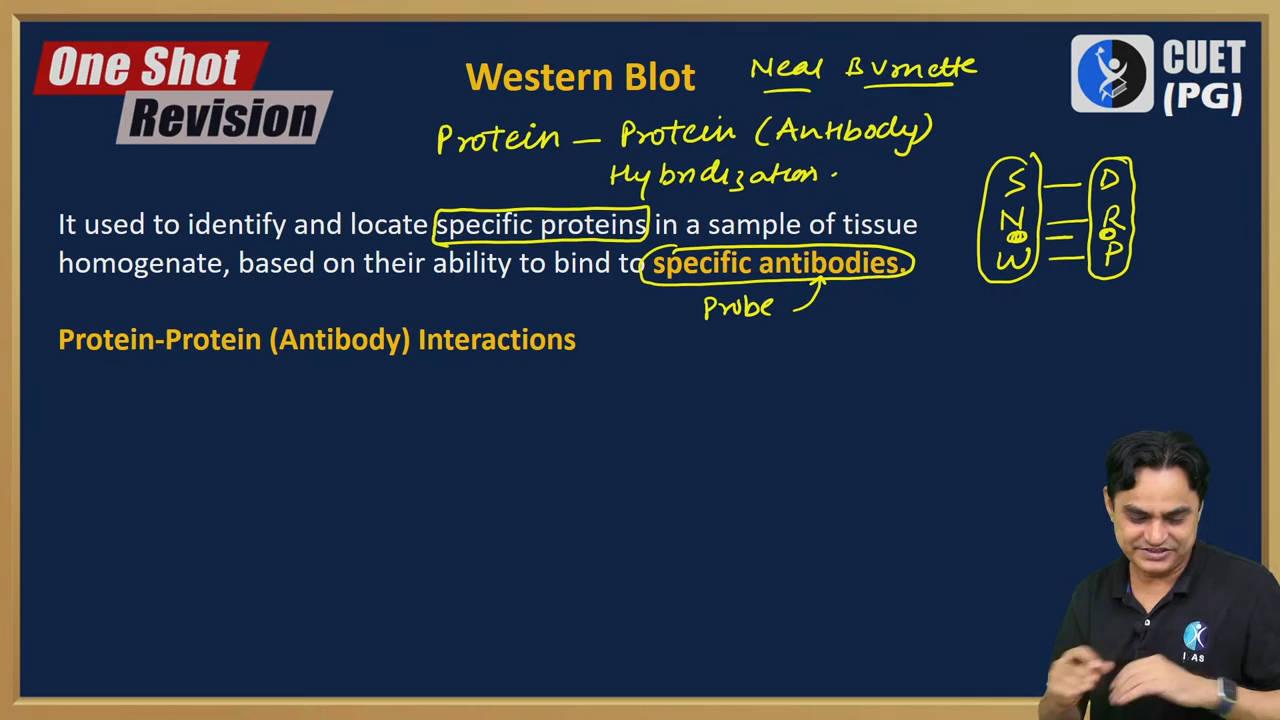 One Shot
Revision
Western Blot
Neal Burnette
CUET
(PG)
Protein - Protein (Antibody)
Hybridization.
S = D
N = R
O = O
W = P
It used to identify and locate specific proteins in a sample of tissue
homogenate, based on their ability to bind to specific antibodies.
Probe
Protein-Protein (Antibody) Interactions